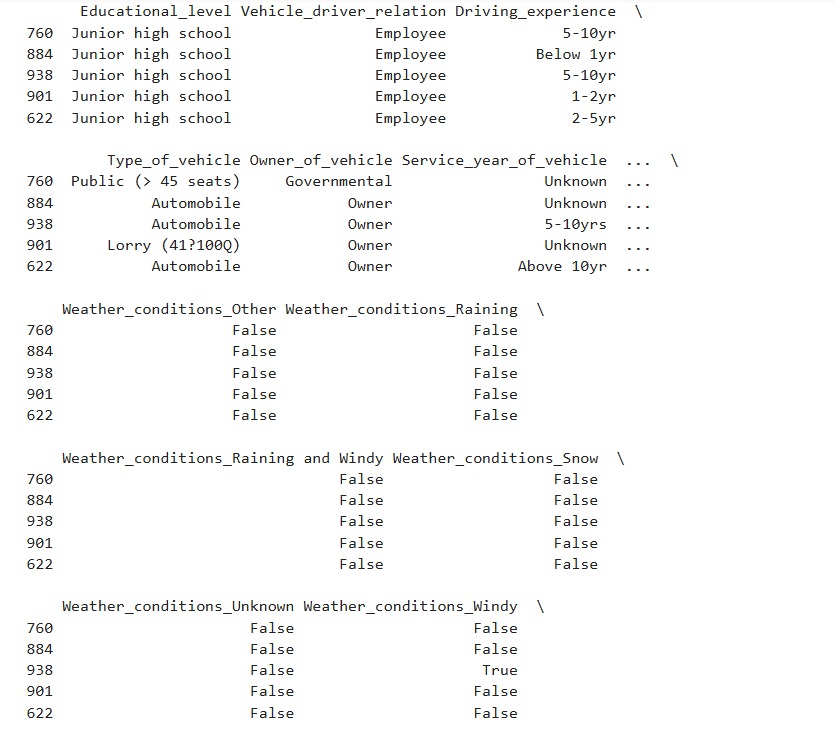 Educational_level Vehicle_driver_relation Driving_experience \
760 Junior high school Employee 5-10yr
884 Junior high school Employee Below 1yr
938 Junior high school Employee 5-10yr
901 Junior high school Employee 1-2yr
622 Junior high school Employee 2-5yr
Type_of_vehicle Owner_of_vehicle Service_year_of_vehicle ... \
760 Public (> 45 seats) Governmental Unknown ...
884 Automobile Owner Unknown ...
938 Automobile Owner 5-10yrs ...
901 Lorry (41?100Q) Owner Unknown ...
622 Automobile Owner Above 10yr ...
Weather_conditions_Other Weather_conditions_Raining \
760 False False
884 False False
938 False False
901 False False
622 False False
Weather_conditions_Raining and Windy Weather_conditions_Snow \
760 False False
884 False False
938 False False
901 False False
622 False False
Weather_conditions_Unknown Weather_conditions_Windy \
760 False False
884 False False
938 False True
901 False False
622 False False